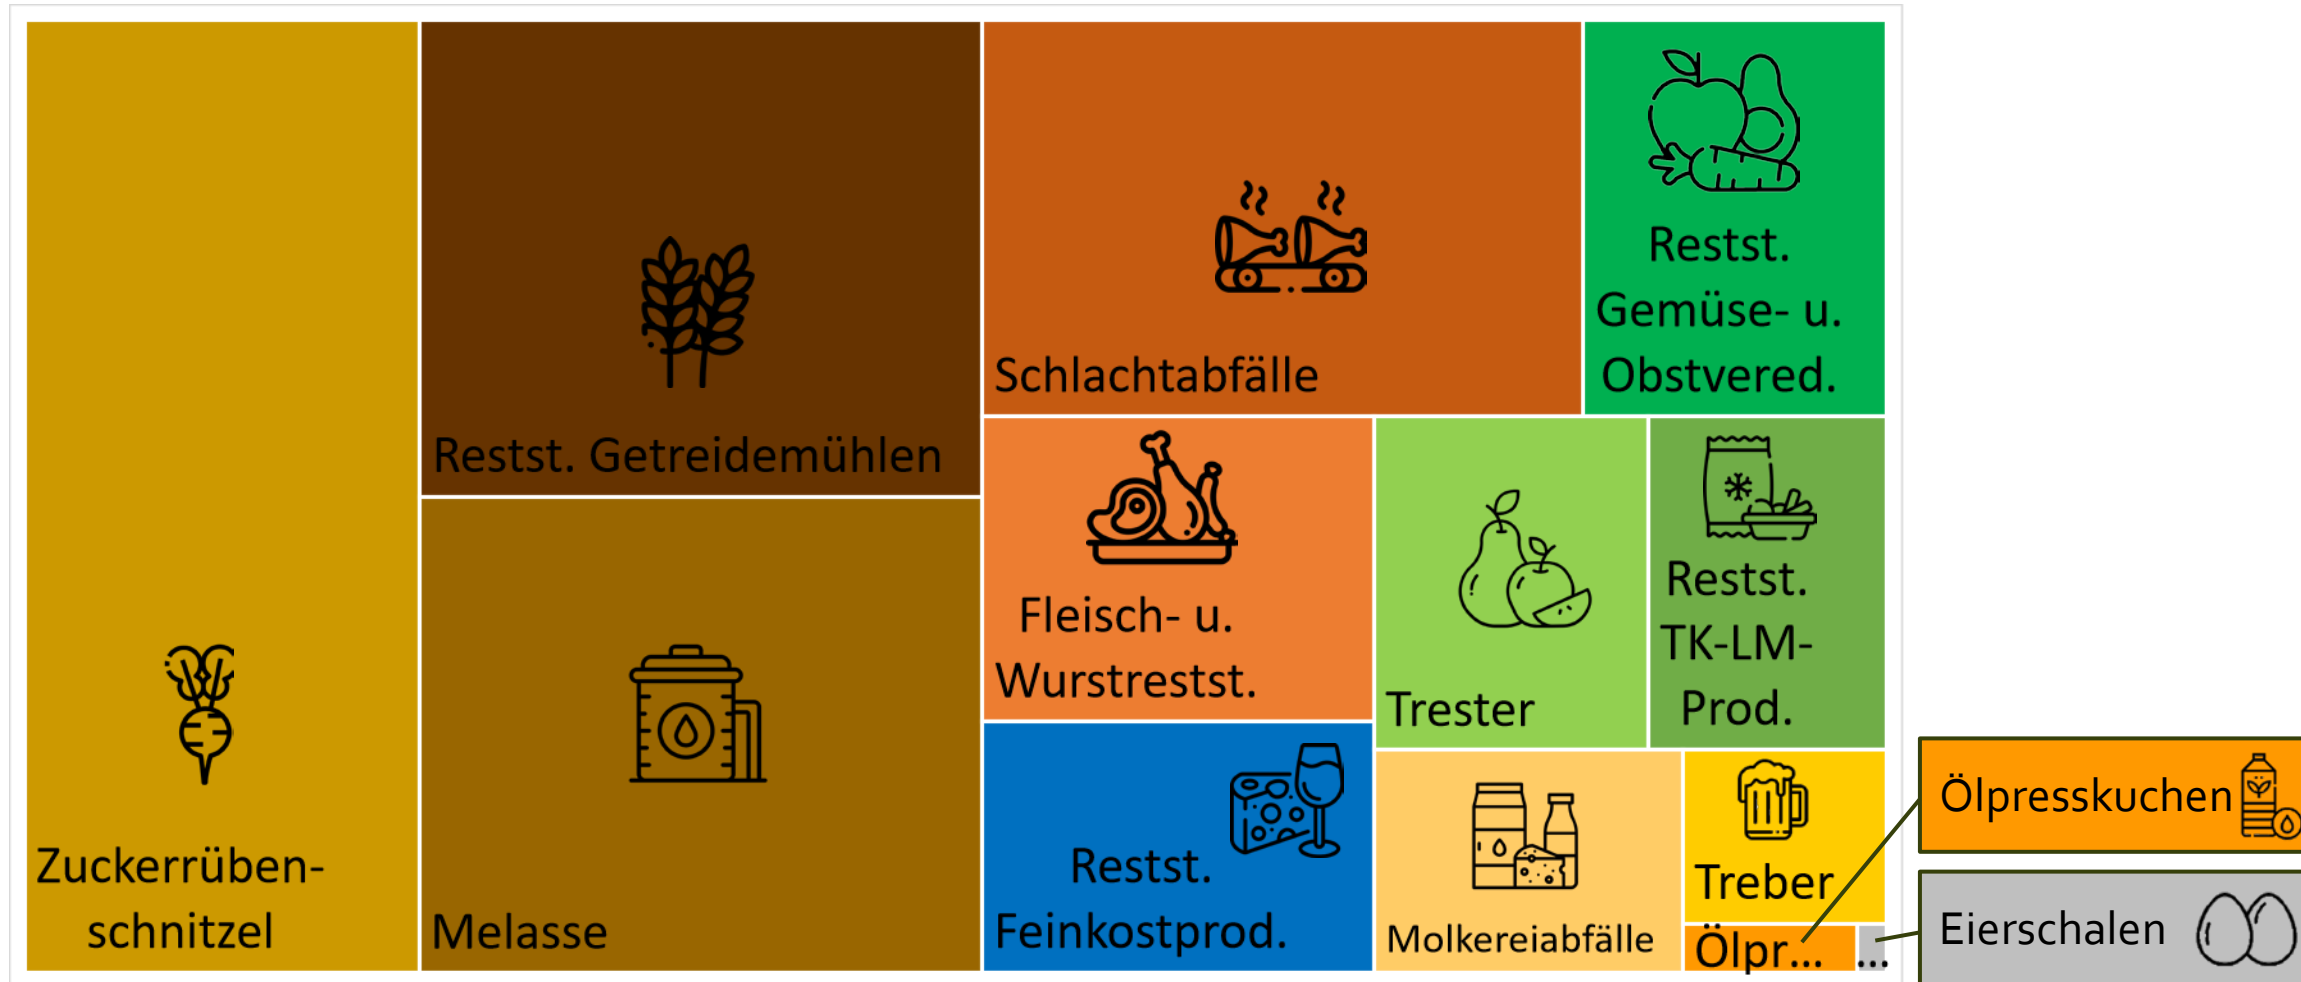 Zuckerrüben-
schnitzel
Restst. Getreidemühlen
Melasse
Schlachtabfälle
Restst.
Gemüse- u.
Obstvered.
Fleisch- u.
Wurstrestst.
Trester
Restst.
TK-LM-
Prod.
Restst.
Feinkostprod.
Molkereiabfälle
Treber
Ölpr...
...
Ölpresskuchen
Eierschalen